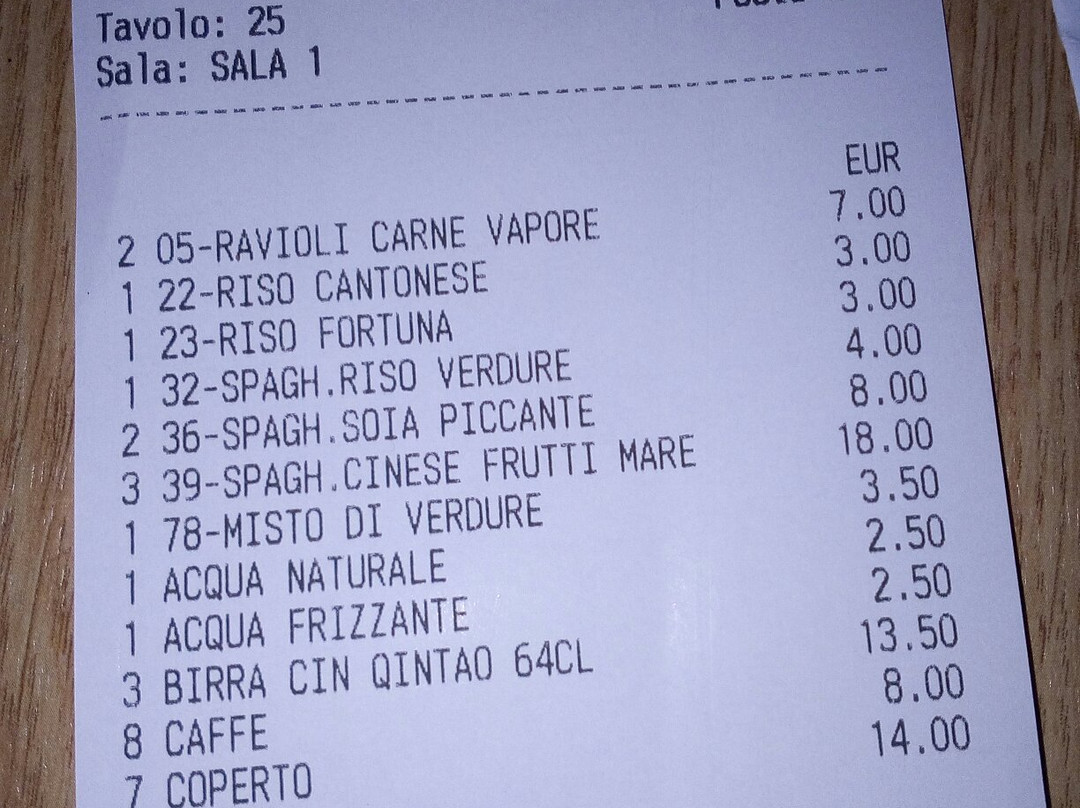 Tavolo: 25
Sala: SALA 1
EUR
2 05-RAVIOLI CARNE VAPORE 7.00
1 22-RISO CANTONESE 3.00
1 23-RISO FORTUNA 3.00
1 32-SPAGH.RISO VERDURE 4.00
2 36-SPAGH.SOIA PICCANTE 8.00
3 39-SPAGH.CINESE FRUTTI MARE 18.00
1 78-MISTO DI VERDURE 3.50
1 ACQUA NATURALE 2.50
1 ACQUA FRIZZANTE 2.50
3 BIRRA CIN QINTAO 64CL 13.50
8 CAFFE 8.00
7 COPERTO 14.00